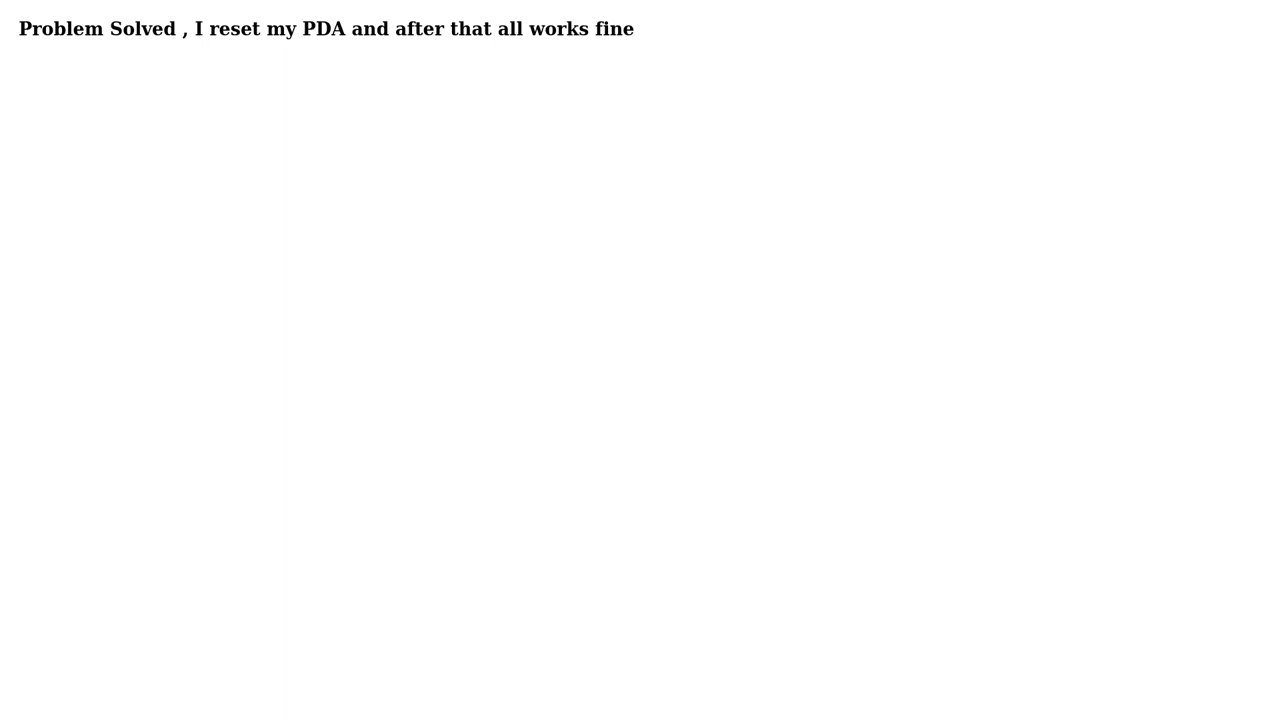 Problem Solved , I reset my PDA and after that all works fine